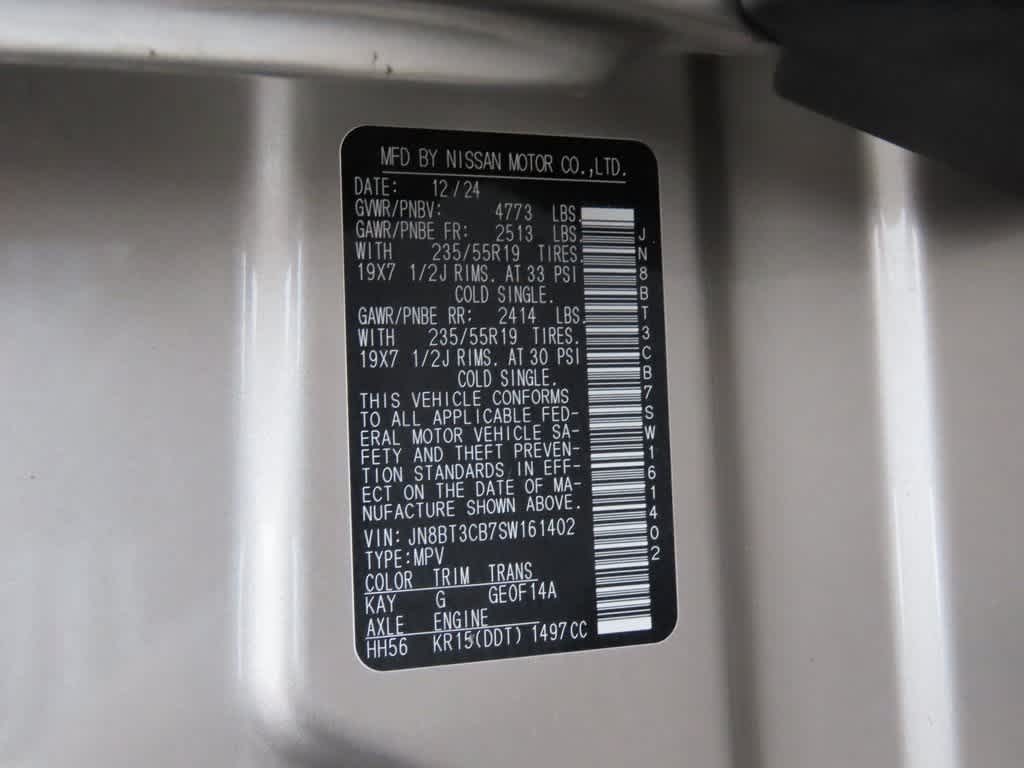 MFD BY NISSAN MOTOR CO.,LTD.
DATE: 12/24
GVWR/PNBV: 4773 LBS.
GAWR/PNBE FR: 2513 LBS.
WITH 235/55R19 TIRES.
19X7 1/2J RIMS. AT 33 PSI
COLD SINGLE.
GAWR/PNBE RR: 2414 LBS.
WITH 235/55R19 TIRES.
19X7 1/2J RIMS. AT 30 PSI
COLD SINGLE.
THIS VEHICLE CONFORMS
TO ALL APPLICABLE FED-
ERAL MOTOR VEHICLE SA-
FETY AND THEFT PREVEN-
TION STANDARDS IN EFF-
ECT ON THE DATE OF MA-
NUFACTURE SHOWN ABOVE.
VIN: JN8BT3CB7SW161402
TYPE:MPV
COLOR TRIM TRANS
KAY G GE0F14A
AXLE ENGINE
HH56 KR15(DDT) 1497CC
JN8BT3CB7SW161402